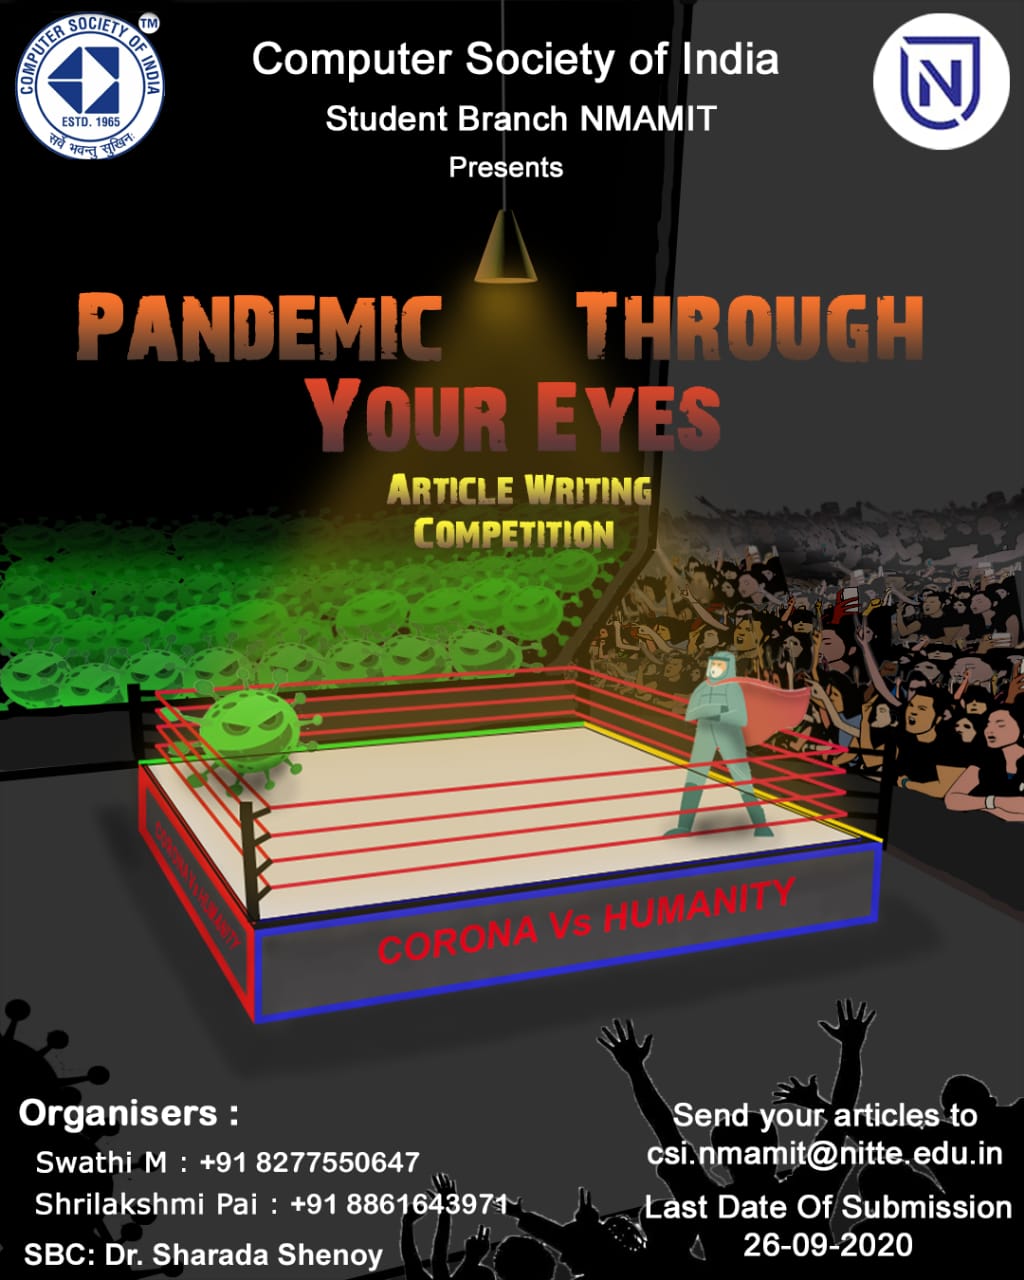 COMPUTER SOCIETY OF INDIA
TM
ESTD. 1965
सर्वे भवन्तु सुखिनः
N
Computer Society of India
Student Branch NMAMIT
Presents
PANDEMIC THROUGH
YOUR EYES
ARTICLE WRITING
COMPETITION
CORONA Vs HUMANITY
CORONA Vs HUMANITY
Organisers :
Swathi M : +91 8277550647
Shrilakshmi Pai : +91 8861643971
SBC: Dr. Sharada Shenoy
Send your articles to
csi.nmamit@nitte.edu.in
Last Date Of Submission
26-09-2020